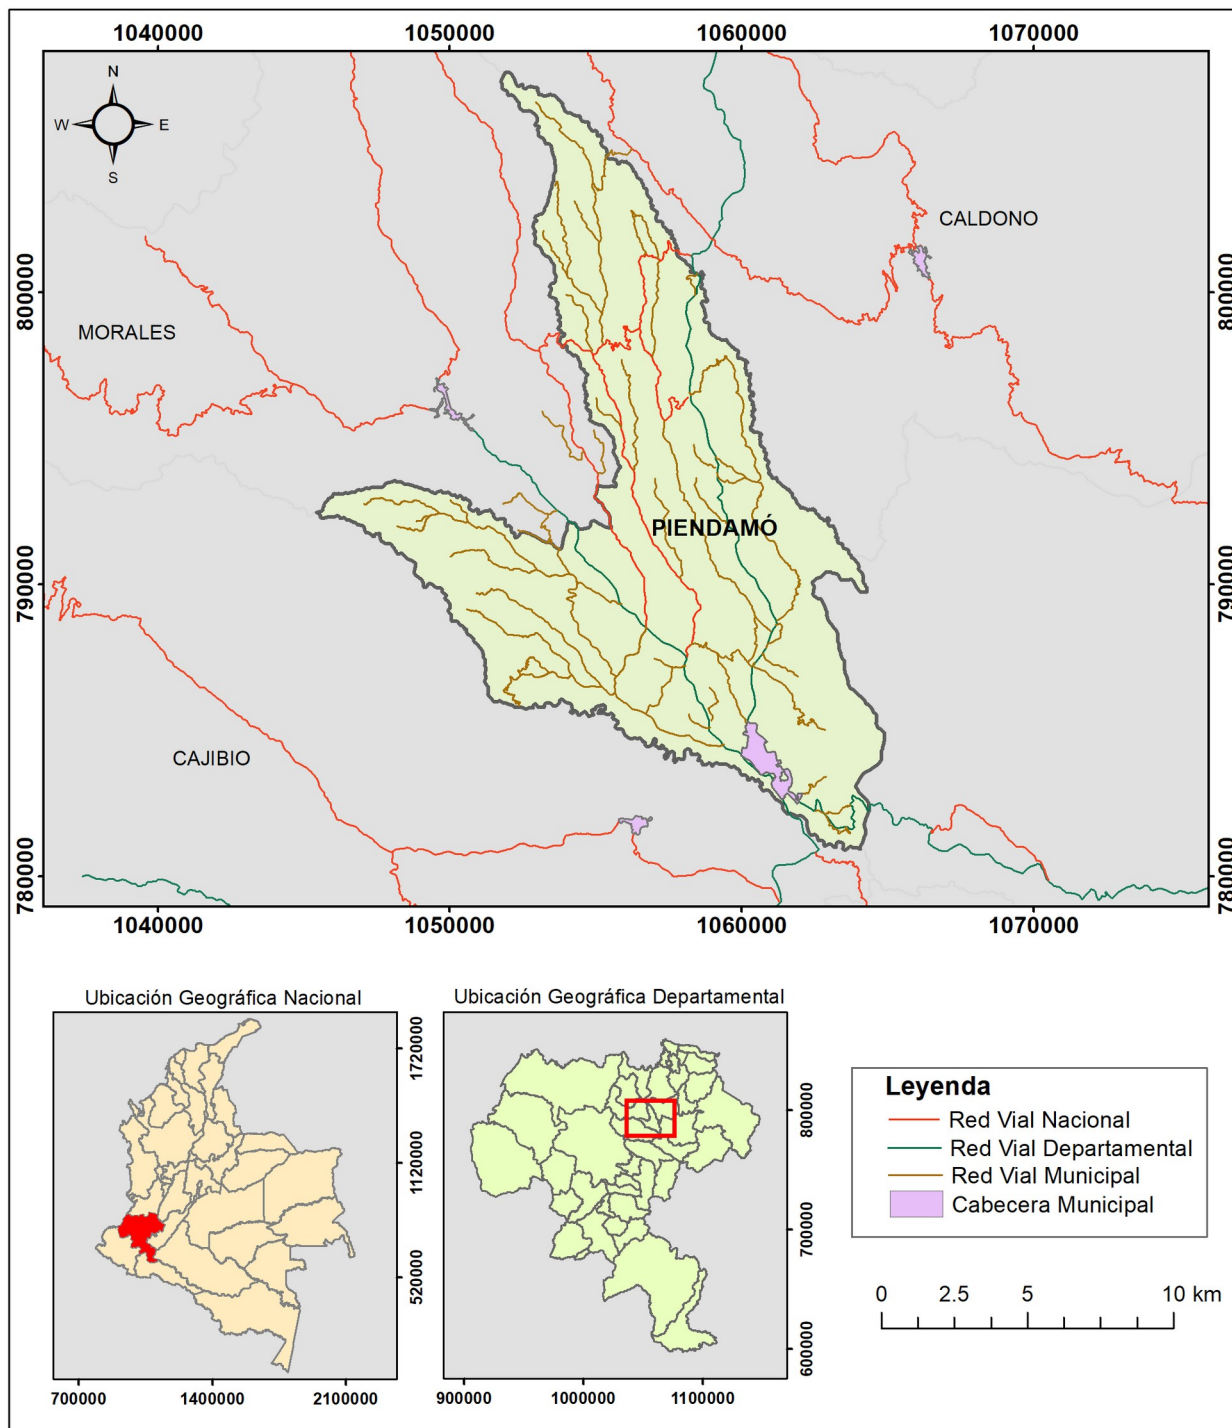 1040000 1050000 1060000 1070000
N
W E
S
CALDONO
800000 800000
MORALES
PIENDAMÓ
790000 790000
CAJIBIO
780000 780000
1040000 1050000 1060000 1070000
Ubicación Geográfica Nacional
1720000
1120000
520000
700000 1400000 2100000
Ubicación Geográfica Departamental
800000
700000
600000
900000 1000000 1100000
Leyenda
Red Vial Nacional
Red Vial Departamental
Red Vial Municipal
Cabecera Municipal
0 2.5 5 10 km